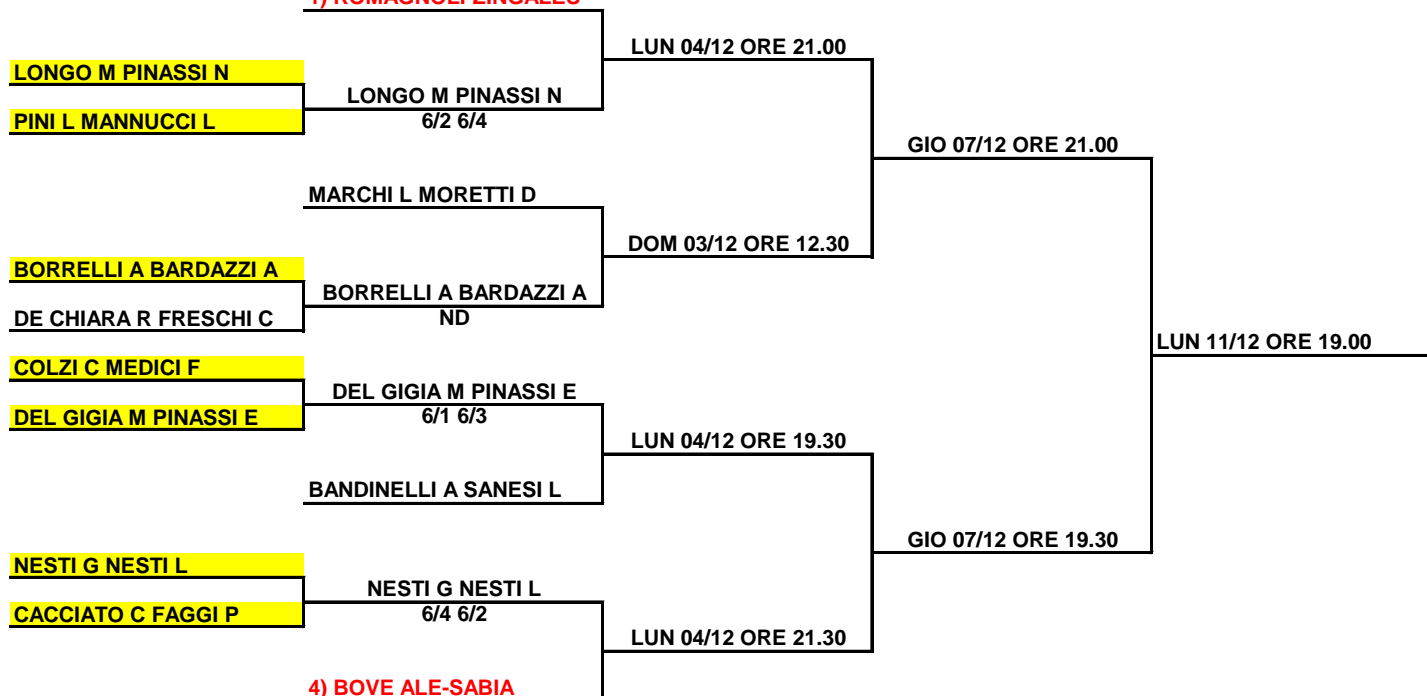 LUN 04/12 ORE 21.00
LONGO M PINASSI N
LONGO M PINASSI N
PINI L MANNUCCI L
6/2 6/4
GIO 07/12 ORE 21.00
MARCHI L MORETTI D
DOM 03/12 ORE 12.30
BORRELLI A BARDAZZI A
BORRELLI A BARDAZZI A
DE CHIARA R FRESCHI C
ND
LUN 11/12 ORE 19.00
COLZI C MEDICI F
DEL GIGIA M PINASSI E
DEL GIGIA M PINASSI E
6/1 6/3
LUN 04/12 ORE 19.30
BANDINELLI A SANESI L
GIO 07/12 ORE 19.30
NESTI G NESTI L
NESTI G NESTI L
CACCIATO C FAGGI P
6/4 6/2
LUN 04/12 ORE 21.30
4) BOVE ALE-SABIA